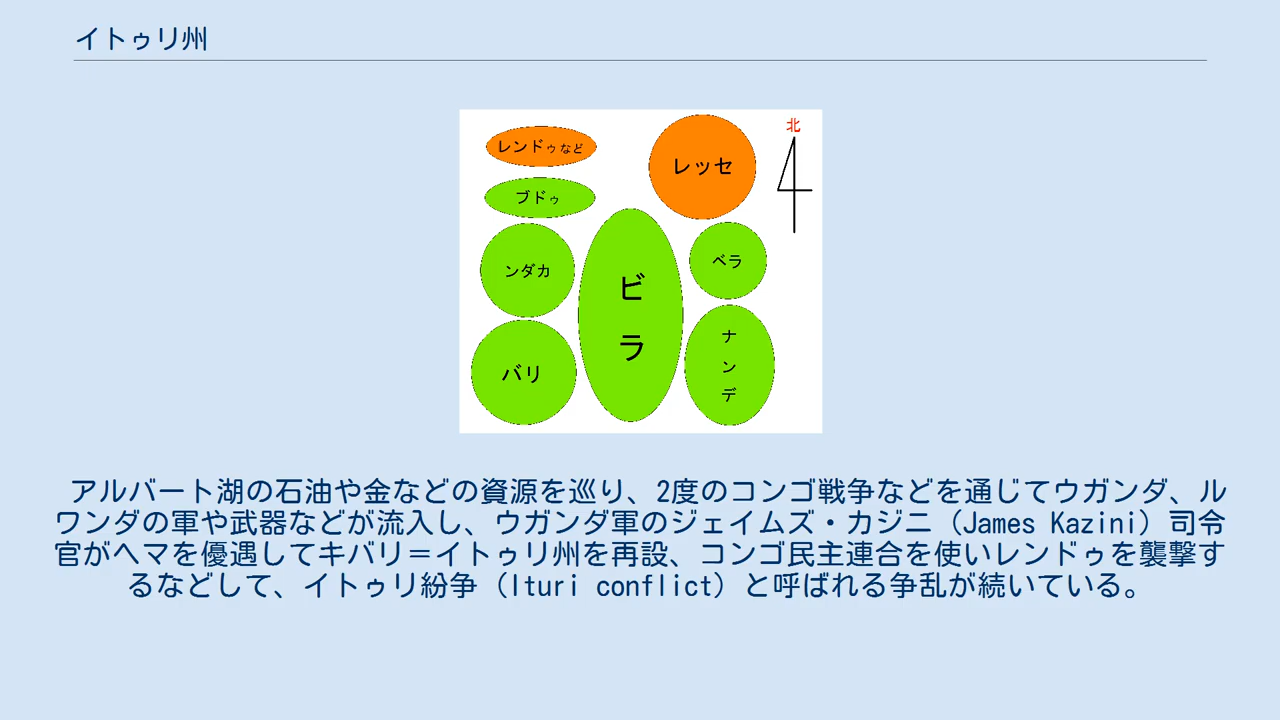 イトゥリ州
北
レンドゥなど
レッセ
ブドゥ
ンダカ
ビラ
ベラ
バリ
ナンデ
アルバート湖の石油や金などの資源を巡り、2度のコンゴ戦争などを通じてウガンダ、ル
ワンダの軍や武器などが流入し、ウガンダ軍のジェイムズ・カジニ（James Kazini）司令
官がヘマを優遇してキバリ＝イトゥリ州を再設、コンゴ民主連合を使いレンドゥを襲撃す
るなどして、イトゥリ紛争（Ituri conflict）と呼ばれる争乱が続いている。